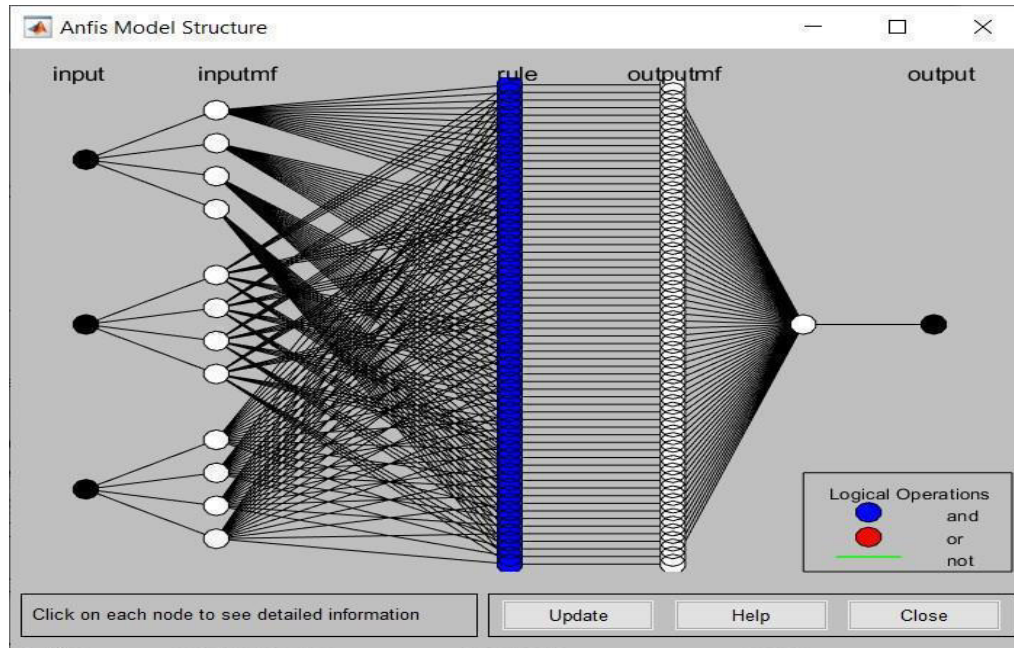 Anfis Model Structure
input inputmf rule outputmf output
Logical Operations
and
or
not
Click on each node to see detailed information Update Help Close